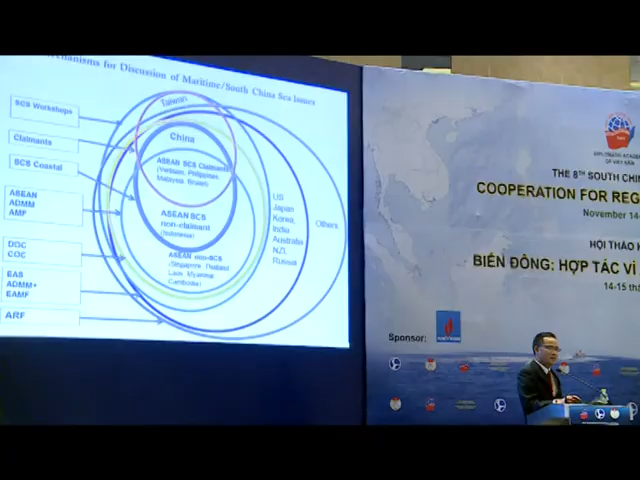 for Discussion of Maritime/South China Sea Issues
SCS Workshops
Claimants
SCS Coastal
ASEAN
ADMM
AMF
DOC
COC
EAS
ADMM+
EAMF
ARF
Taiwan
China
ASEAN SCS Claimants
(Vietnam, Philippines
Malaysia, Brunei)
ASEAN SCS
non-claimant
(Indonesia)
ASEAN non-SCS
(Singapore, Thailand
Laos, Myanmar
Cambodia)
US
Japan
Korea,
India
Australia
NZ,
Russia
Others
DIPLOMATIC ACADE
OF VIET NAM
THE 8TH SOUTH CHIN
COOPERATION FOR REG
November 14-
HỘI THẢO K
BIỂN ĐÔNG: HỢP TÁC VÌ
14-15 thá
Sponsor: